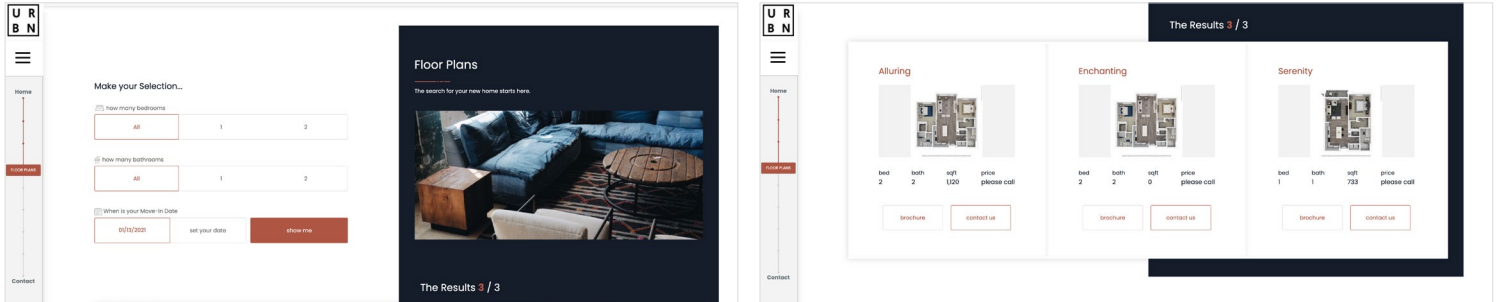 U R
B N
Home
FLOOR PLANS
Contact
Make your Selection...
how many bedrooms
All 1 2
how many bathrooms
All 1 2
When is your Move-In Date
01/13/2021 set your date show me
Floor Plans
The search for your new home starts here.
The Results 3 / 3
U R
B N
Home
FLOOR PLANS
Contact
The Results 3 / 3
Alluring
bed bath sqft price
2 2 1,120 please call
brochure contact us
Enchanting
bed bath sqft price
2 2 0 please call
brochure contact us
Serenity
bed bath sqft price
1 1 733 please call
brochure contact us